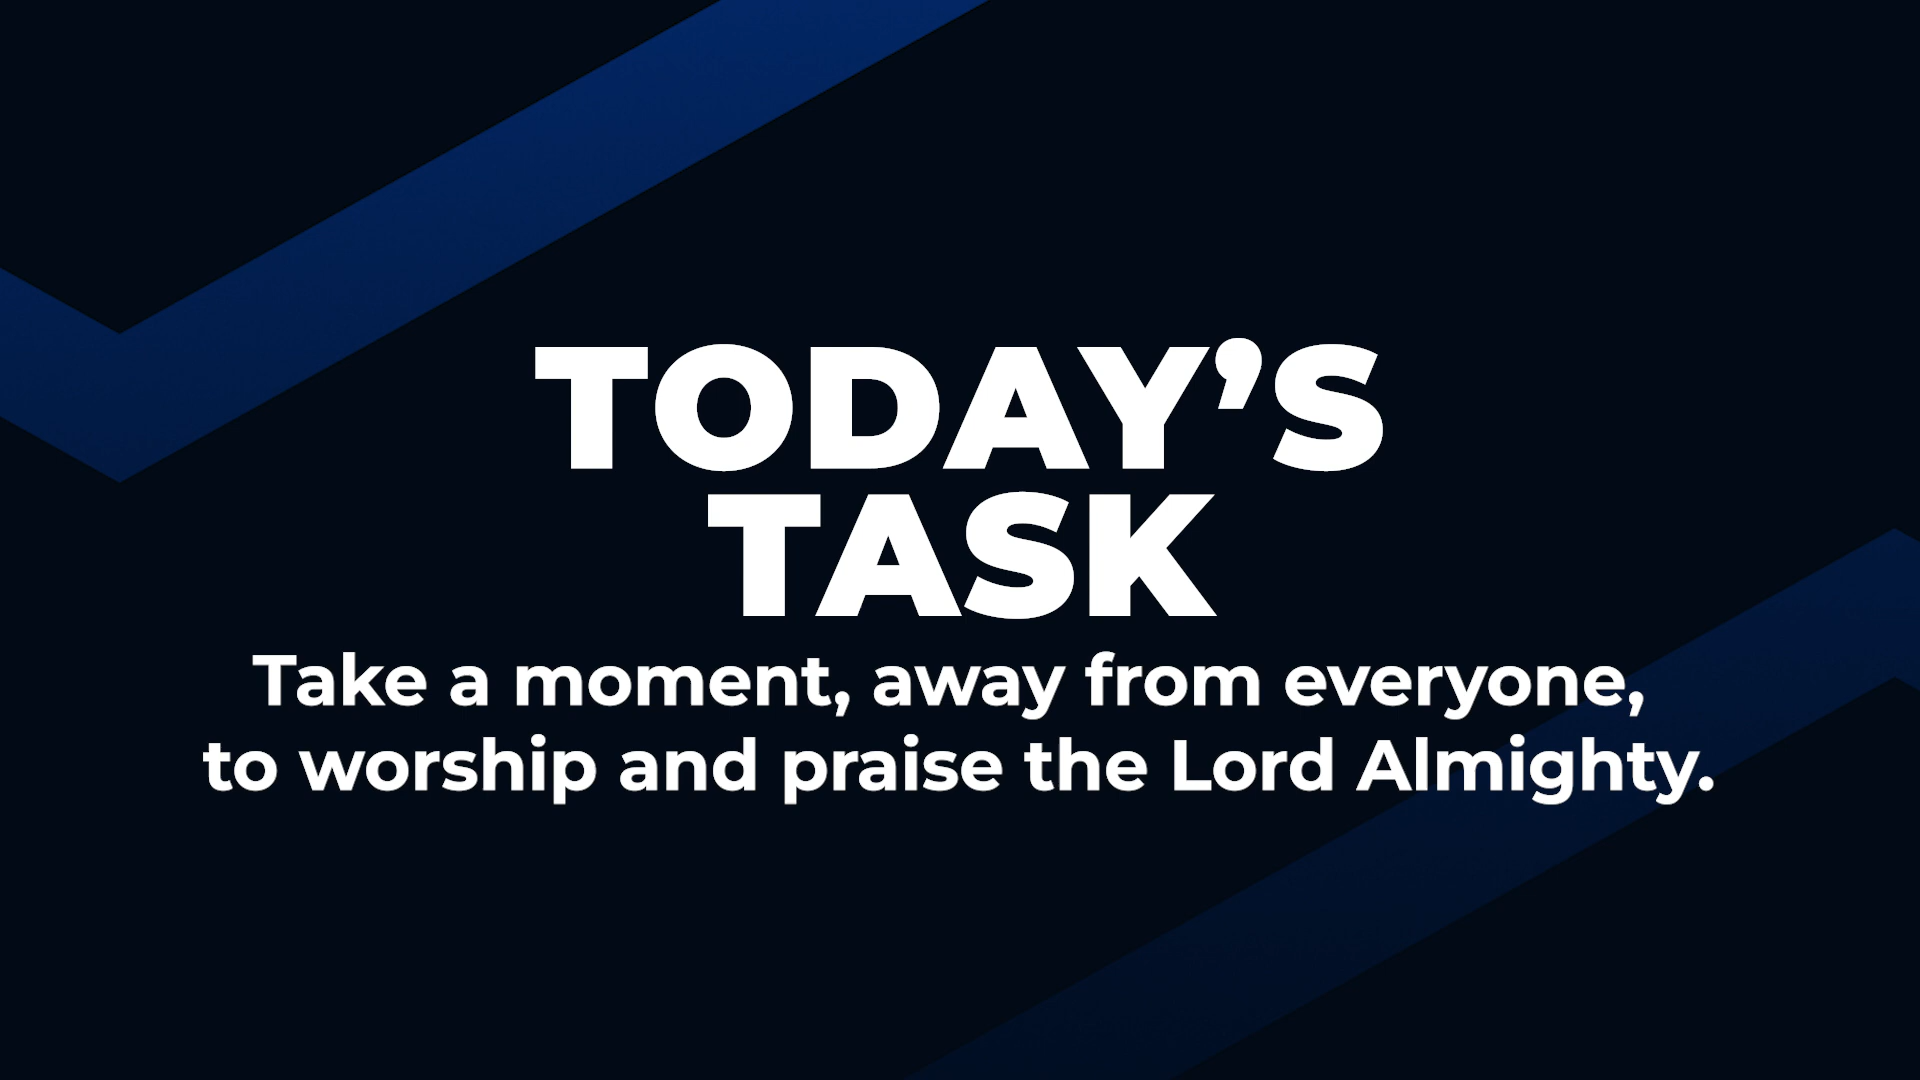 TODAY’S
TASK
Take a moment, away from everyone,
to worship and praise the Lord Almighty.